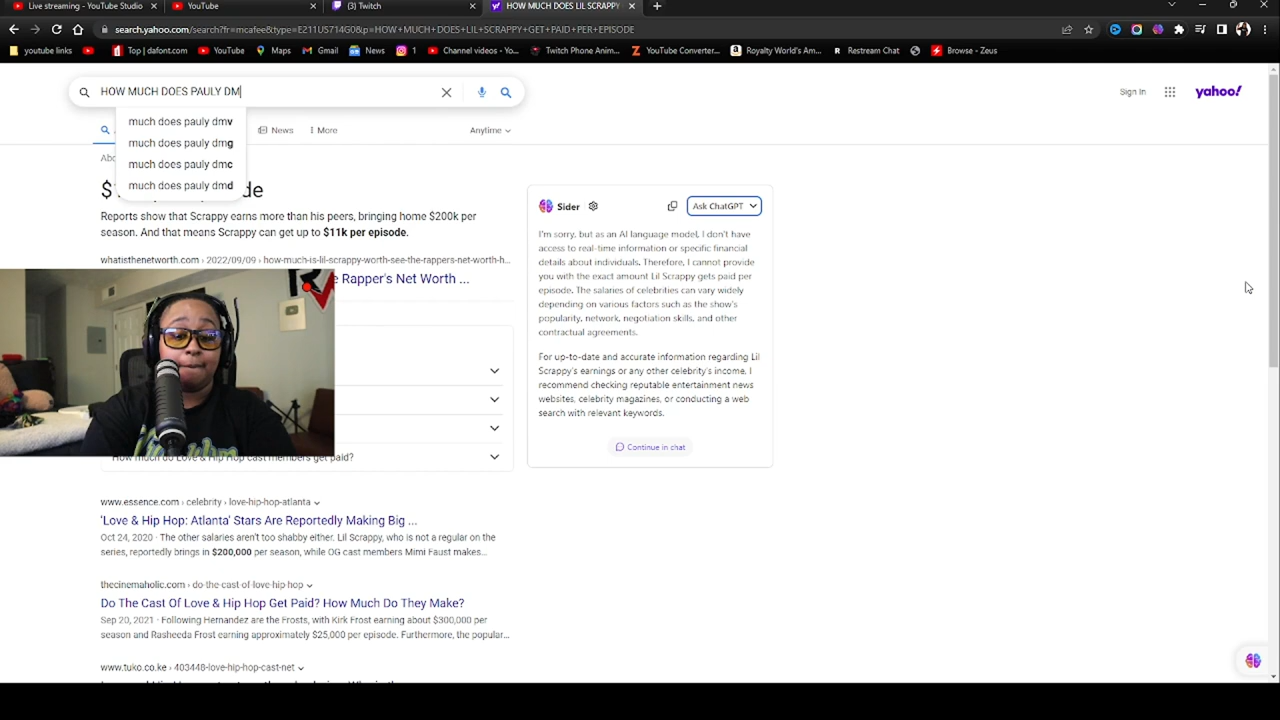 Live streaming - YouTube Studio
YouTube
(3) Twitch
HOW MUCH DOES LIL SCRAPPY
search.yahoo.com/search?fr=mcafee&type=E211US714G0&p=HOW+MUCH+DOES+LIL+SCRAPPY+GET+PAID+PER+EPISODE
youtube links
Top | dafont.com
YouTube
Maps
Gmail
News
1
Channel videos - Yo...
Twitch Phone Anim...
YouTube Converter...
Royalty World's Am...
Restream Chat
Browse - Zeus
HOW MUCH DOES PAULY DM
Sign In
yahoo!
much does pauly dmv
much does pauly dmg
much does pauly dmc
much does pauly dmd
News
More
Anytime
Reports show that Scrappy earns more than his peers, bringing home $200k per
season. And that means Scrappy can get up to $11k per episode.
whatisthenetworth.com › 2022/09/09 › how-much-is-lil-scrappy-worth-see-the-rappers-net-worth-h...
e Rapper's Net Worth ...
How much do Love & Hip Hop cast members get paid?
www.essence.com › celebrity › love-hip-hop-atlanta
'Love & Hip Hop: Atlanta' Stars Are Reportedly Making Big ...
Oct 24, 2020 · The other salaries aren't too shabby either. Lil Scrappy, who is not a regular on the
series, reportedly brings in $200,000 per season, while OG cast members Mimi Faust makes...
thecinemaholic.com › do-the-cast-of-love-hip-hop
Do The Cast Of Love & Hip Hop Get Paid? How Much Do They Make?
Sep 20, 2021 · Following Hernandez are the Frosts, with Kirk Frost earning about $300,000 per
season and Rasheeda Frost earning approximately $25,000 per episode. Furthermore, the popular...
www.tuko.co.ke › 403448-love-hip-hop-cast-net
Sider
Ask ChatGPT
I'm sorry, but as an AI language model, I don't have
access to real-time information or specific financial
details about individuals. Therefore, I cannot provide
you with the exact amount Lil Scrappy gets paid per
episode. The salaries of celebrities can vary widely
depending on various factors such as the show's
popularity, network, negotiation skills, and other
contractual agreements.
For up-to-date and accurate information regarding Lil
Scrappy's earnings or any other celebrity's income, I
recommend checking reputable entertainment news
websites, celebrity magazines, or conducting a web
search with relevant keywords.
Continue in chat